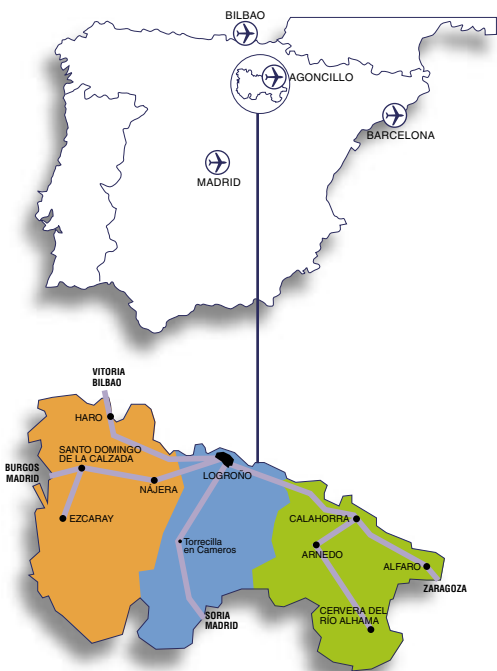 BILBAO
AGONCILLO
BARCELONA
MADRID
VITORIA
BILBAO
HARO
SANTO DOMINGO
DE LA CALZADA
BURGOS
MADRID
NÁJERA
LOGROÑO
EZCARAY
CALAHORRA
Torrecilla
en Cameros
ARNEDO
ALFARO
ZARAGOZA
SORIA
MADRID
CERVERA DEL
RÍO ALHAMA